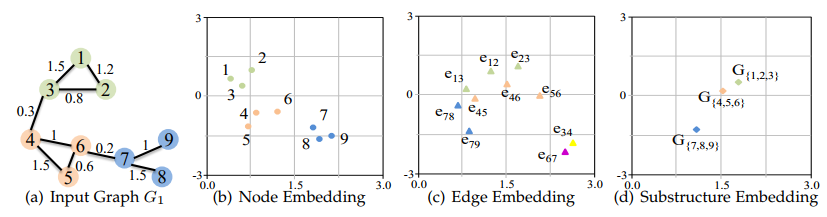 1
1.5
1.2
3
2
0.8
0.3
4
1
6
0.2
7
1
9
1.5
0.6
5
1.5
8
(a) Input Graph G₁
3
0
-3
0.0
1.5
3.0
1
2
3
4
5
6
7
8
9
(b) Node Embedding
3
0
-3
0.0
1.5
3.0
e₁₂
e₂₃
e₁₃
e₇₈
e₄₅
e₄₆
e₅₆
e₇₉
e₃₄
e₆₇
(c) Edge Embedding
3
0
-3
0.0
1.5
3.0
G{1,2,3}
G{4,5,6}
G{7,8,9}
(d) Substructure Embedding